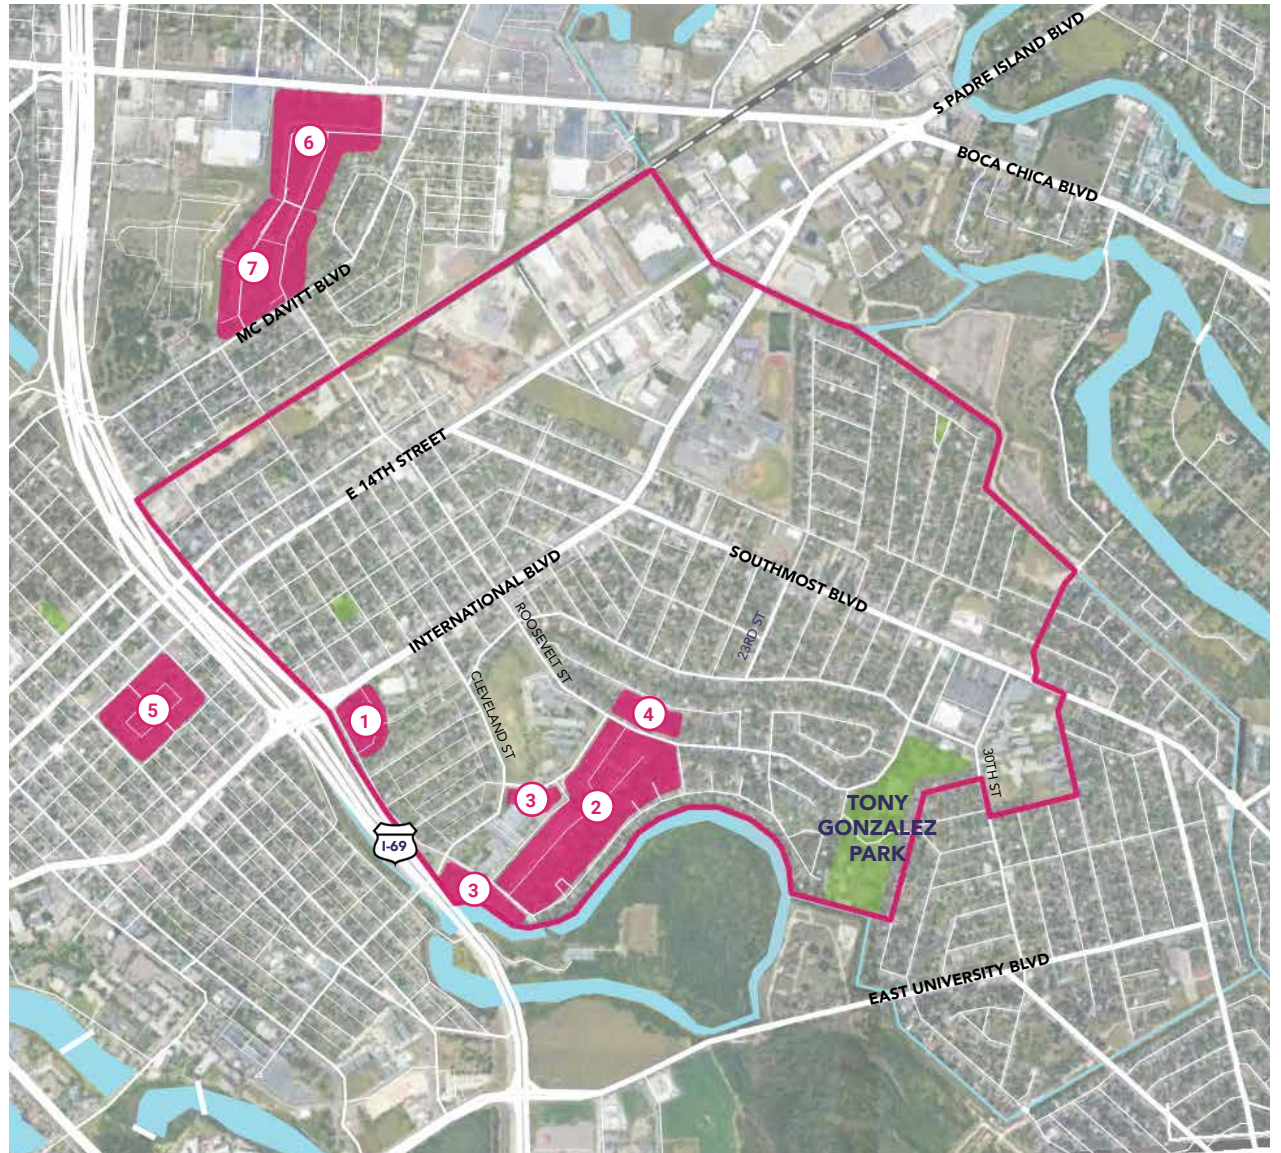 S PADRE ISLAND BLVD
BOCA CHICA BLVD
6
7
MC DAVITT BLVD
E 14TH STREET
INTERNATIONAL BLVD
SOUTHMOST BLVD
ROOSEVELT ST
23RD ST
CLEVELAND ST
5
1
4
30TH ST
3
2
TONY
GONZALEZ
PARK
I-69
3
EAST UNIVERSITY BLVD